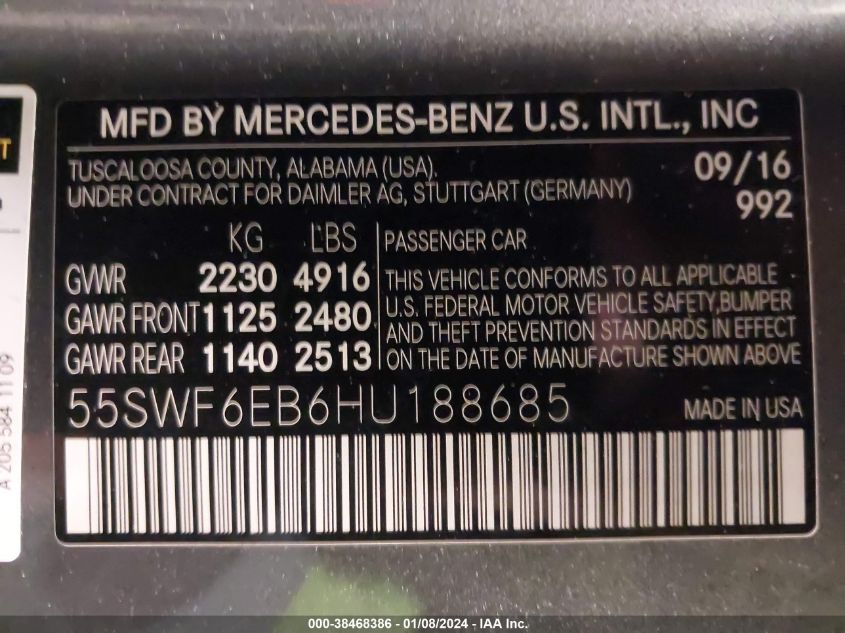 MFD BY MERCEDES-BENZ U.S. INTL., INC
TUSCALOOSA COUNTY, ALABAMA (USA). 09/16
UNDER CONTRACT FOR DAIMLER AG, STUTTGART (GERMANY) 992
KG LBS PASSENGER CAR
GVWR 2230 4916 THIS VEHICLE CONFORMS TO ALL APPLICABLE
U.S. FEDERAL MOTOR VEHICLE SAFETY,BUMPER
GAWR FRONT 1125 2480 AND THEFT PREVENTION STANDARDS IN EFFECT
GAWR REAR 1140 2513 ON THE DATE OF MANUFACTURE SHOWN ABOVE
55SWF6EB6HU188685 MADE IN USA
A 205 584 11 09
000-38468386 - 01/08/2024 - IAA Inc.